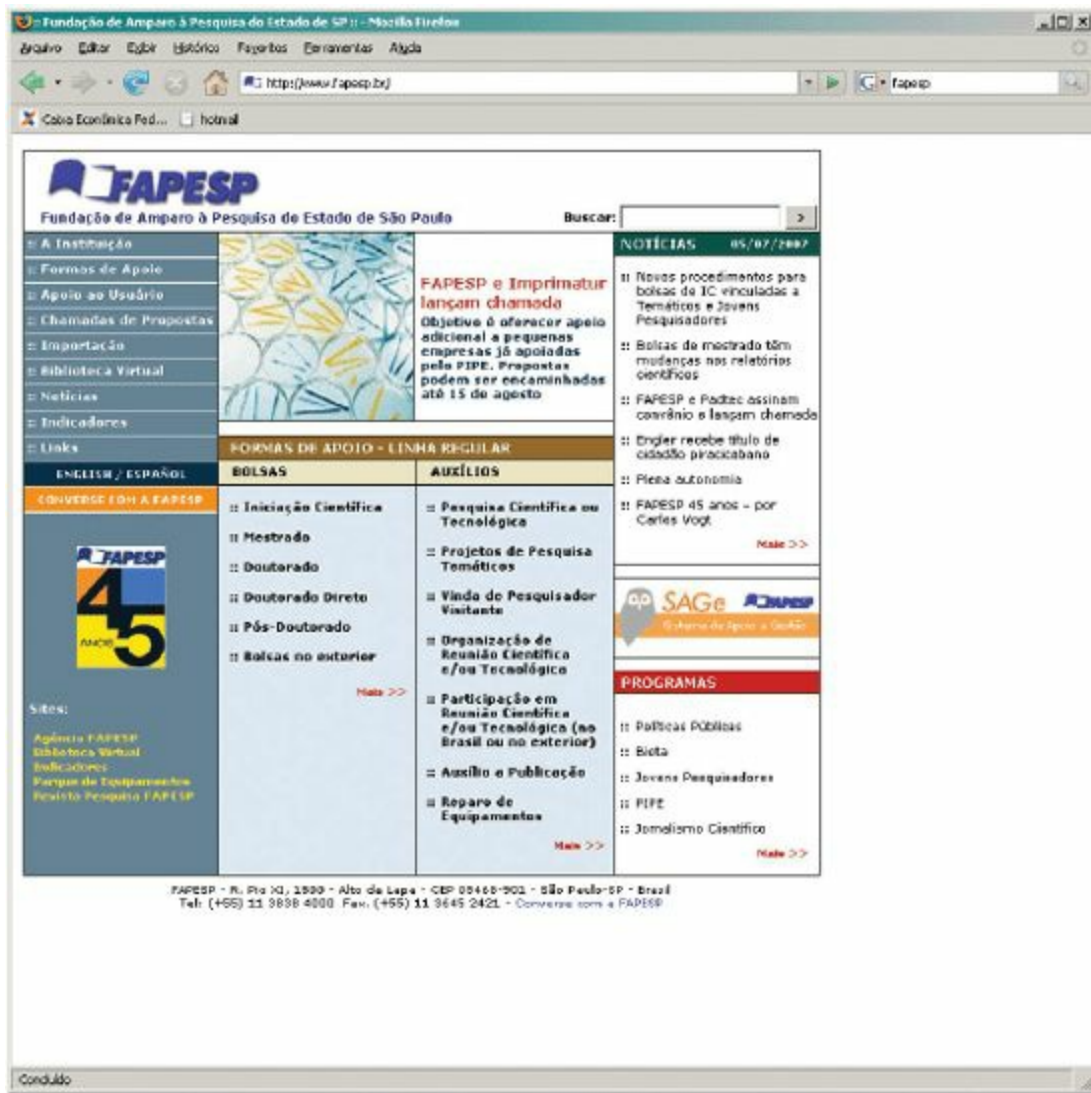 :: Fundação de Amparo à Pesquisa do Estado de SP :: - Mozilla Firefox
Arquivo Editar Exibir Histórico Favoritos Ferramentas Ajuda
http://www.fapesp.br/
fapesp
Caixa Econômica Fed... hotmail
FAPESP
Fundação de Amparo à Pesquisa do Estado de São Paulo
Buscar:
>
:: A Instituição
:: Formas de Apoio
:: Apoio ao Usuário
:: Chamadas de Propostas
:: Importação
:: Biblioteca Virtual
:: Notícias
:: Indicadores
:: Links
ENGLISH / ESPAÑOL
CONVERSE COM A FAPESP
FAPESP
45
ANOS
Sites:
Agência FAPESP
Biblioteca Virtual
Indicadores
Parque de Equipamentos
Revista Pesquisa FAPESP
FAPESP e Imprimatur
lançam chamada
Objetivo é oferecer apoio
adicional a pequenas
empresas já apoiadas
pelo PIPE. Propostas
podem ser encaminhadas
até 15 de agosto
FORMAS DE APOIO - LINHA REGULAR
BOLSAS
:: Iniciação Científica
:: Mestrado
:: Doutorado
:: Doutorado Direto
:: Pós-Doutorado
:: Bolsas no exterior
Mais >>
AUXÍLIOS
:: Pesquisa Científica ou
Tecnológica
:: Projetos de Pesquisa
Temáticos
:: Vinda de Pesquisador
Visitante
:: Organização de
Reunião Científica
e/ou Tecnológica
:: Participação em
Reunião Científica
e/ou Tecnológica (no
Brasil ou no exterior)
:: Auxílio a Publicação
:: Reparo de
Equipamentos
Mais >>
NOTÍCIAS 05/07/2007
:: Novos procedimentos para
bolsas de IC vinculadas a
Temáticos e Jovens
Pesquisadores
:: Bolsas de mestrado têm
mudanças nos relatórios
científicos
:: FAPESP e Padtec assinam
convênio e lançam chamada
:: Engler recebe título de
cidadão piracicabano
:: Plena autonomia
:: FAPESP 45 anos – por
Carlos Vogt
Mais >>
SAGe FAPESP
Sistema de Apoio a Gestão
PROGRAMAS
:: Políticas Públicas
:: Biota
:: Jovens Pesquisadores
:: PIPE
:: Jornalismo Científico
Mais >>
FAPESP - R. Pio XI, 1500 - Alto da Lapa - CEP 05468-901 - São Paulo-SP - Brasil
Tel: (+55) 11 3838 4000 Fax: (+55) 11 3645 2421 - Converse com a FAPESP
Concluído